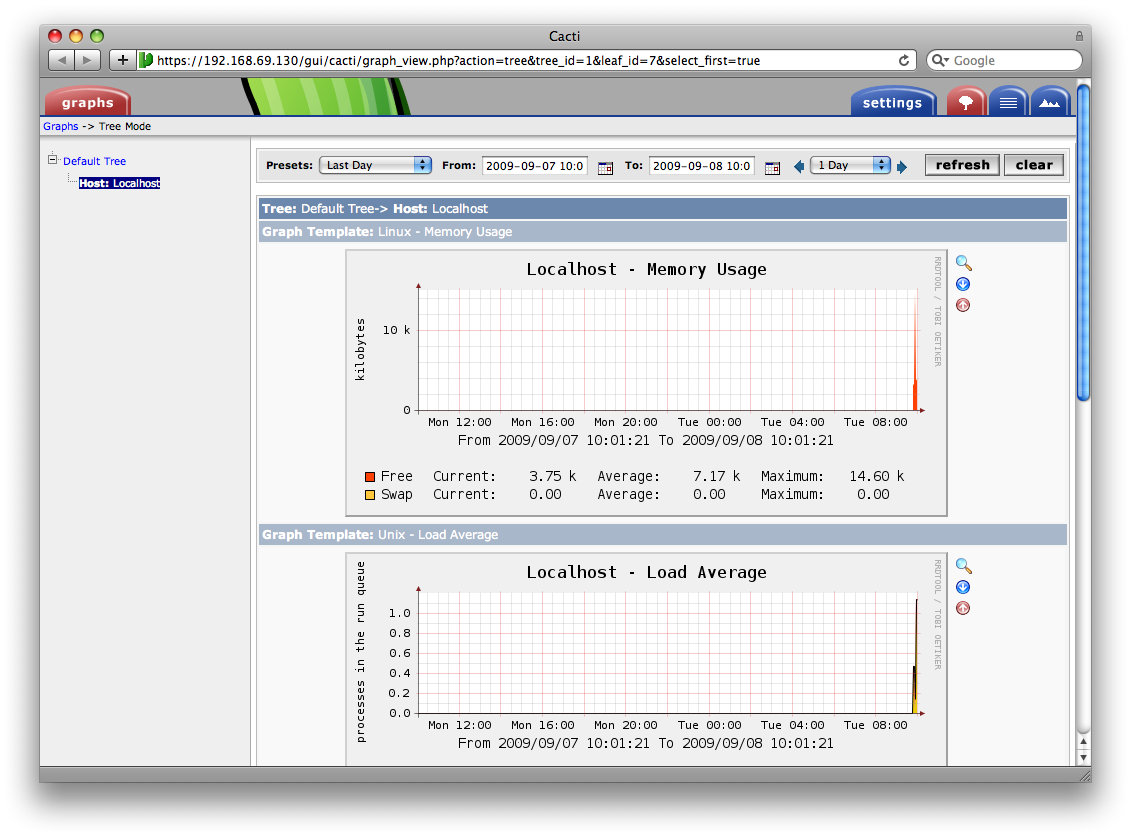 Cacti
https://192.168.69.130/gui/cacti/graph_view.php?action=tree&tree_id=1&leaf_id=7&select_first=true
Google
graphs
settings
Graphs -> Tree Mode
Default Tree
Host: Localhost
Presets: Last Day From: 2009-09-07 10:0 To: 2009-09-08 10:0 1 Day refresh clear
Tree: Default Tree-> Host: Localhost
Graph Template: Linux - Memory Usage
Localhost - Memory Usage
RRDTOOL / TOBI OETIKER
kilobytes
10 k
0
Mon 12:00 Mon 16:00 Mon 20:00 Tue 00:00 Tue 04:00 Tue 08:00
From 2009/09/07 10:01:21 To 2009/09/08 10:01:21
Free Current: 3.75 k Average: 7.17 k Maximum: 14.60 k
Swap Current: 0.00 Average: 0.00 Maximum: 0.00
Graph Template: Unix - Load Average
Localhost - Load Average
RRDTOOL / TOBI OETIKER
processes in the run queue
1.0
0.8
0.6
0.4
0.2
0.0
Mon 12:00 Mon 16:00 Mon 20:00 Tue 00:00 Tue 04:00 Tue 08:00
From 2009/09/07 10:01:21 To 2009/09/08 10:01:21